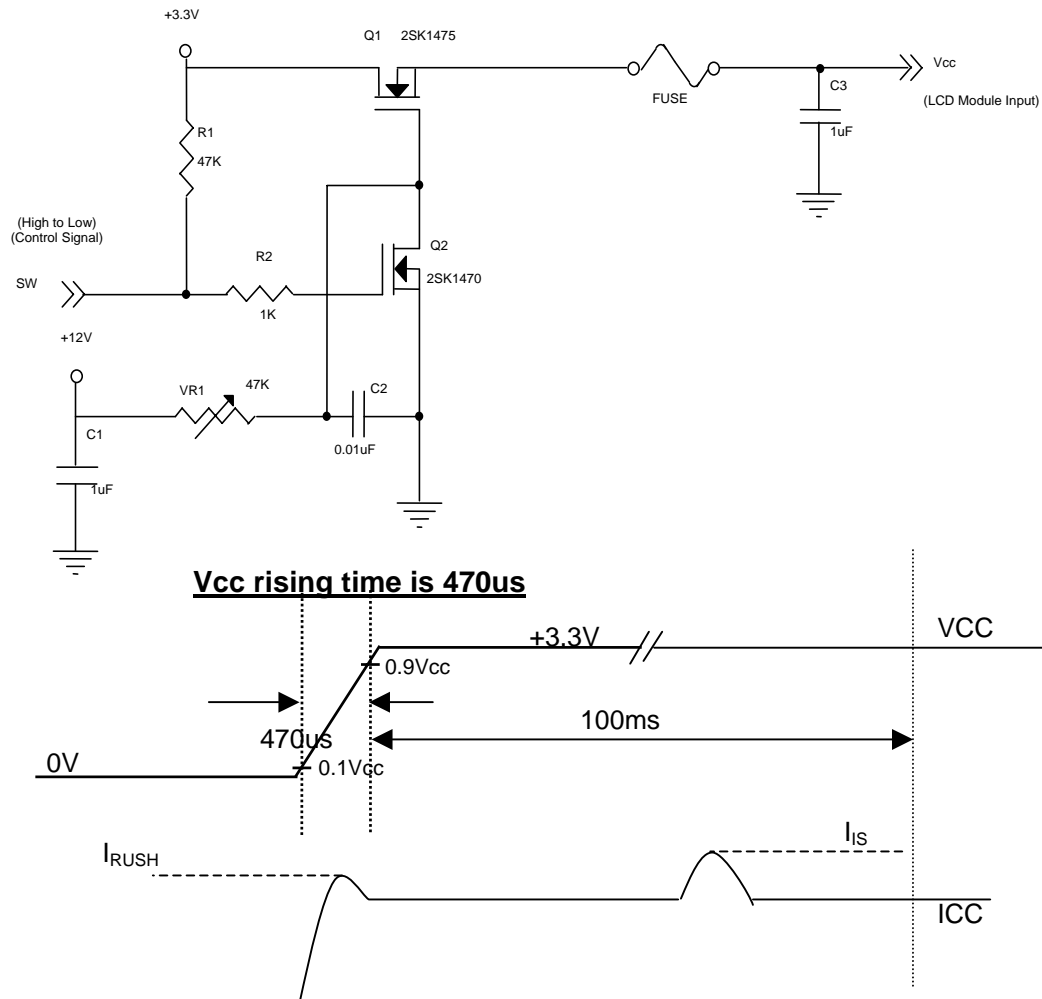 +3.3V
Q1 2SK1475
Vcc
FUSE
C3
(LCD Module Input)
1uF
R1
47K
(High to Low)
(Control Signal)
SW
R2
1K
Q2
2SK1470
+12V
VR1
47K
C2
0.01uF
C1
1uF
Vcc rising time is 470us
+3.3V
VCC
0.9Vcc
470us
100ms
0V
0.1Vcc
IRUSH
IIS
ICC